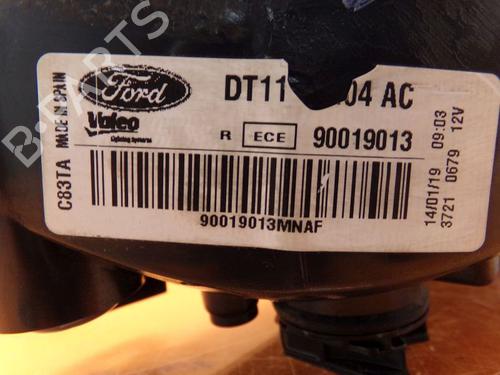 Ford
DT11 04 AC
Valeo
Lighting Systems
R ECE 90019013
90019013MNAF
MADE IN SPAIN
C83TA
14/01/19 09:03
3721 0679 12V
B-PARTS